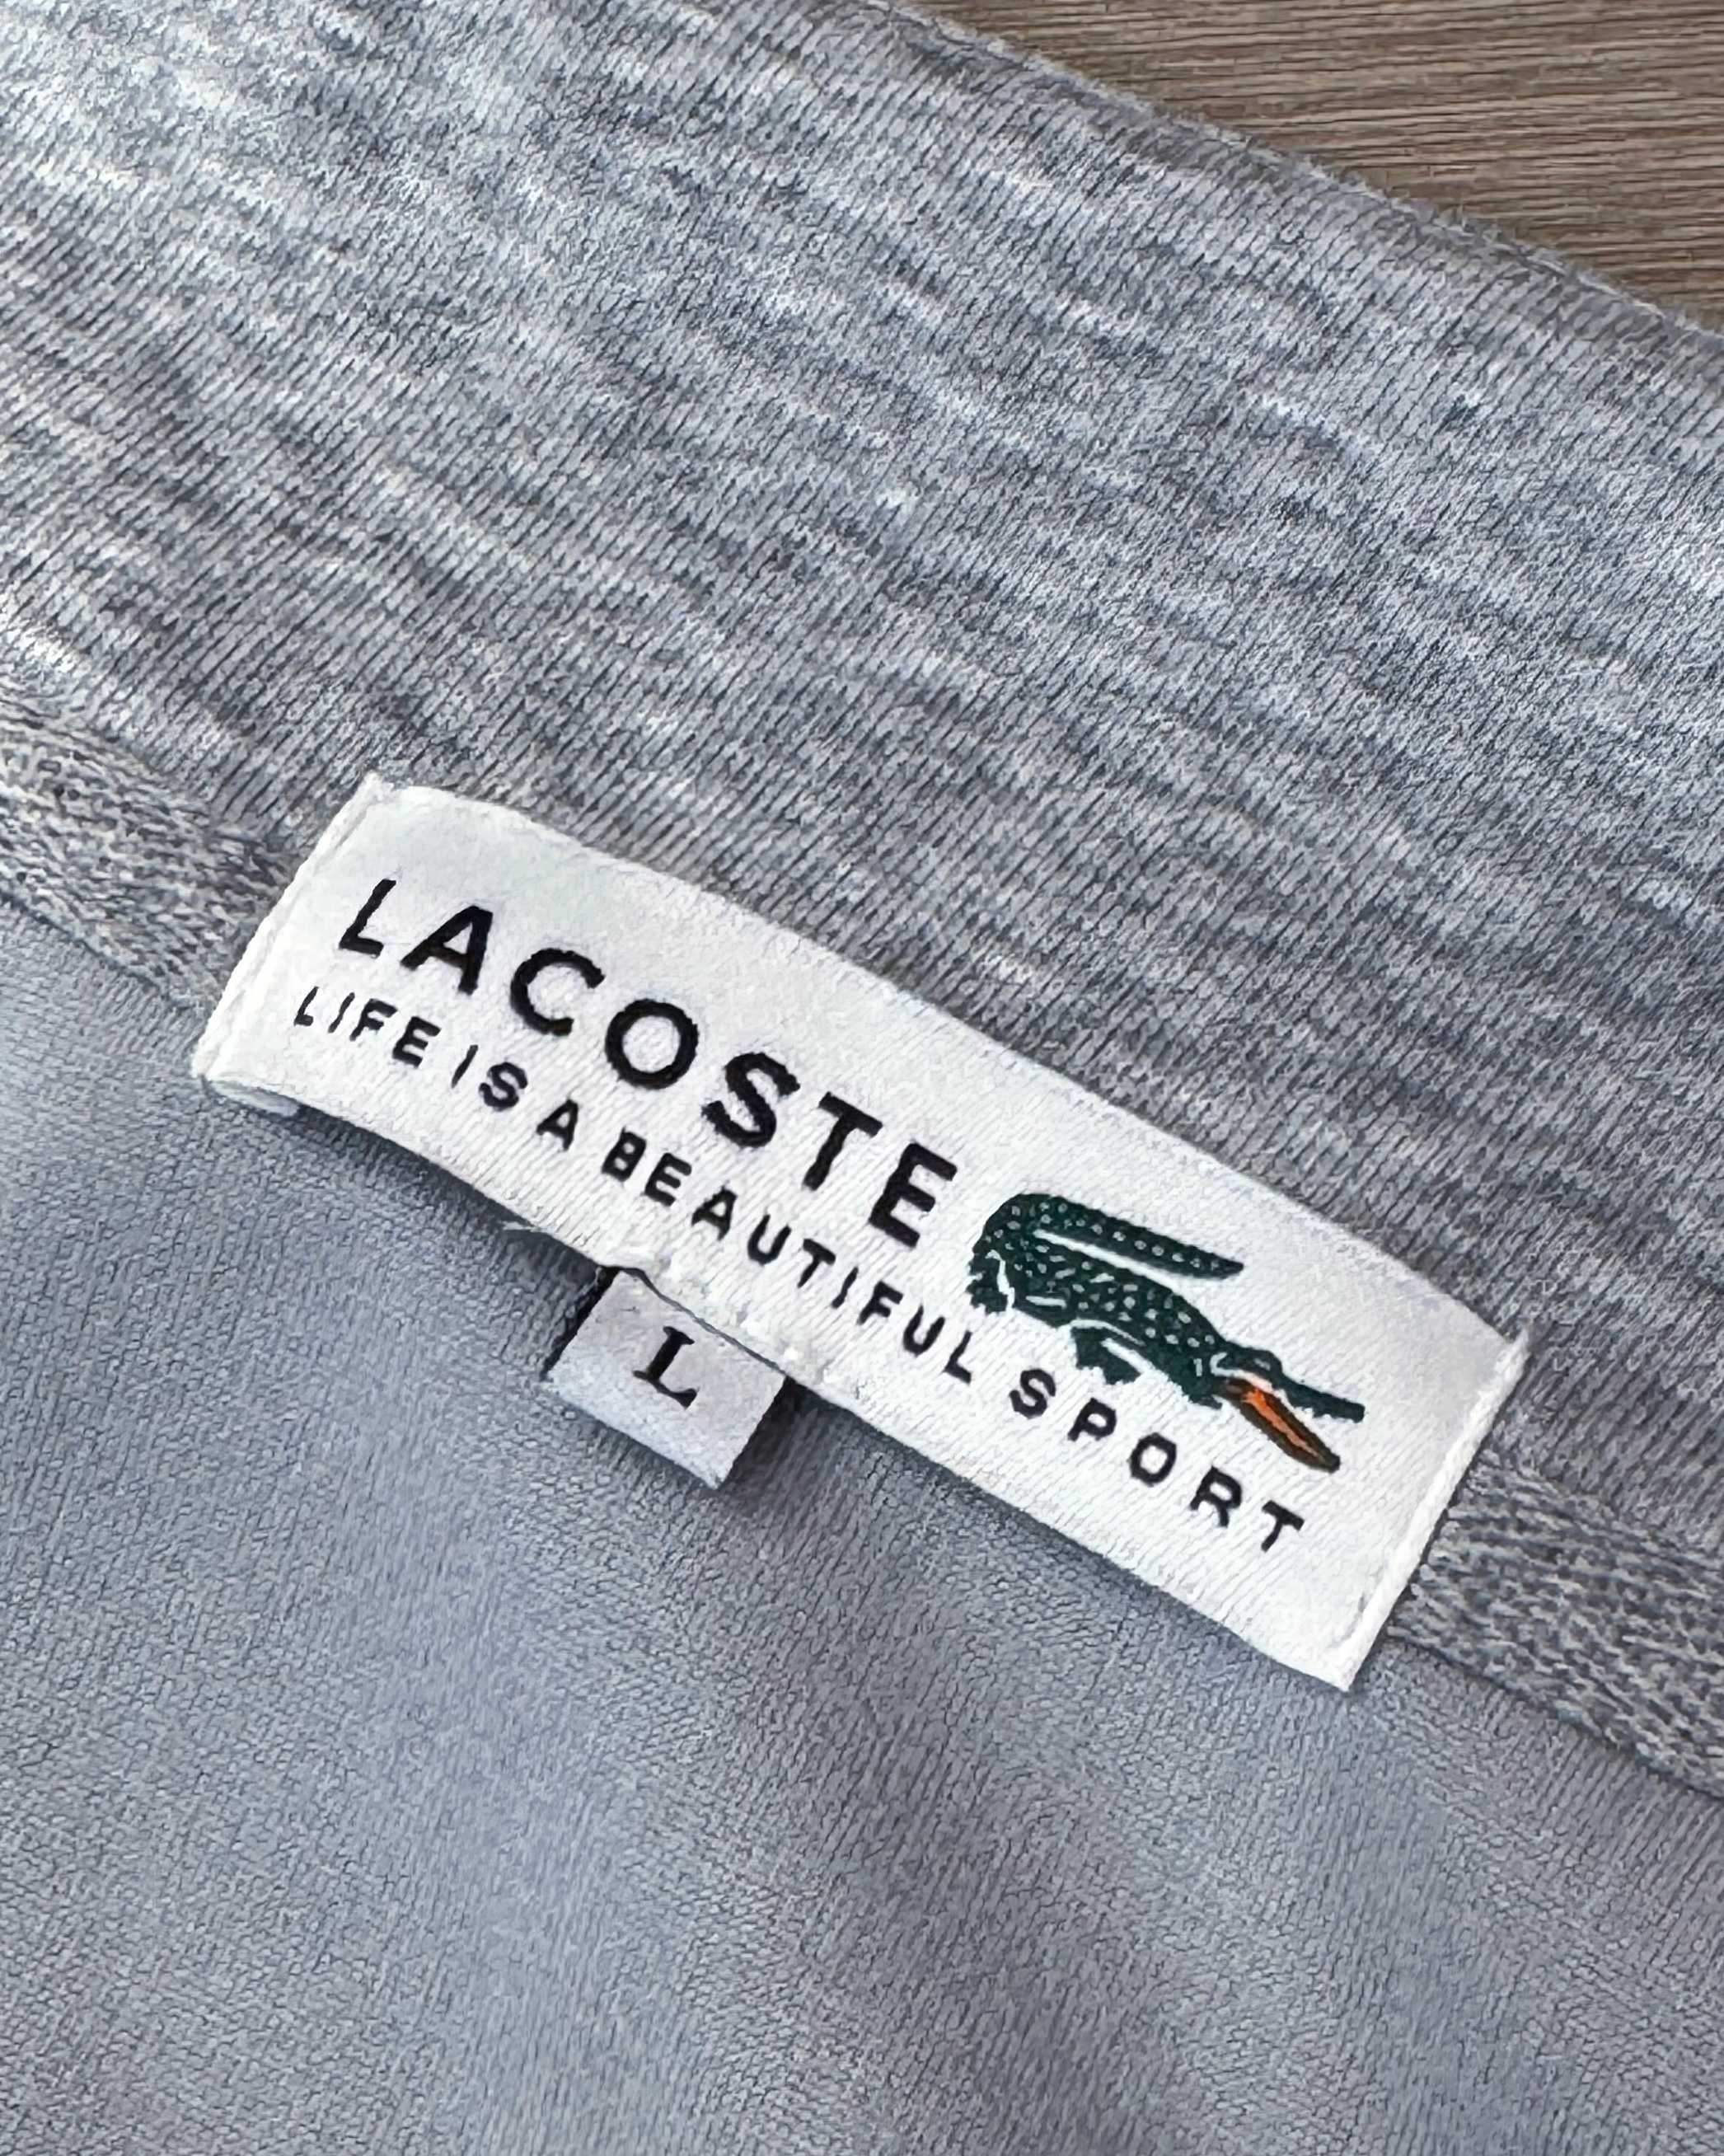 LACOSTE
LIFE IS A BEAUTIFUL SPORT
L